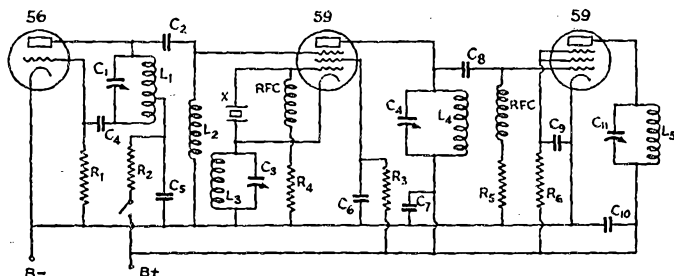 56
59
59
C2
C8
C1
L1
X
RFC
C4
L4
RFC
C9
C11
L5
C4
L2
R1
R2
C5
L3
C3
R4
C6
R3
C7
R5
R6
C10
B-
B+